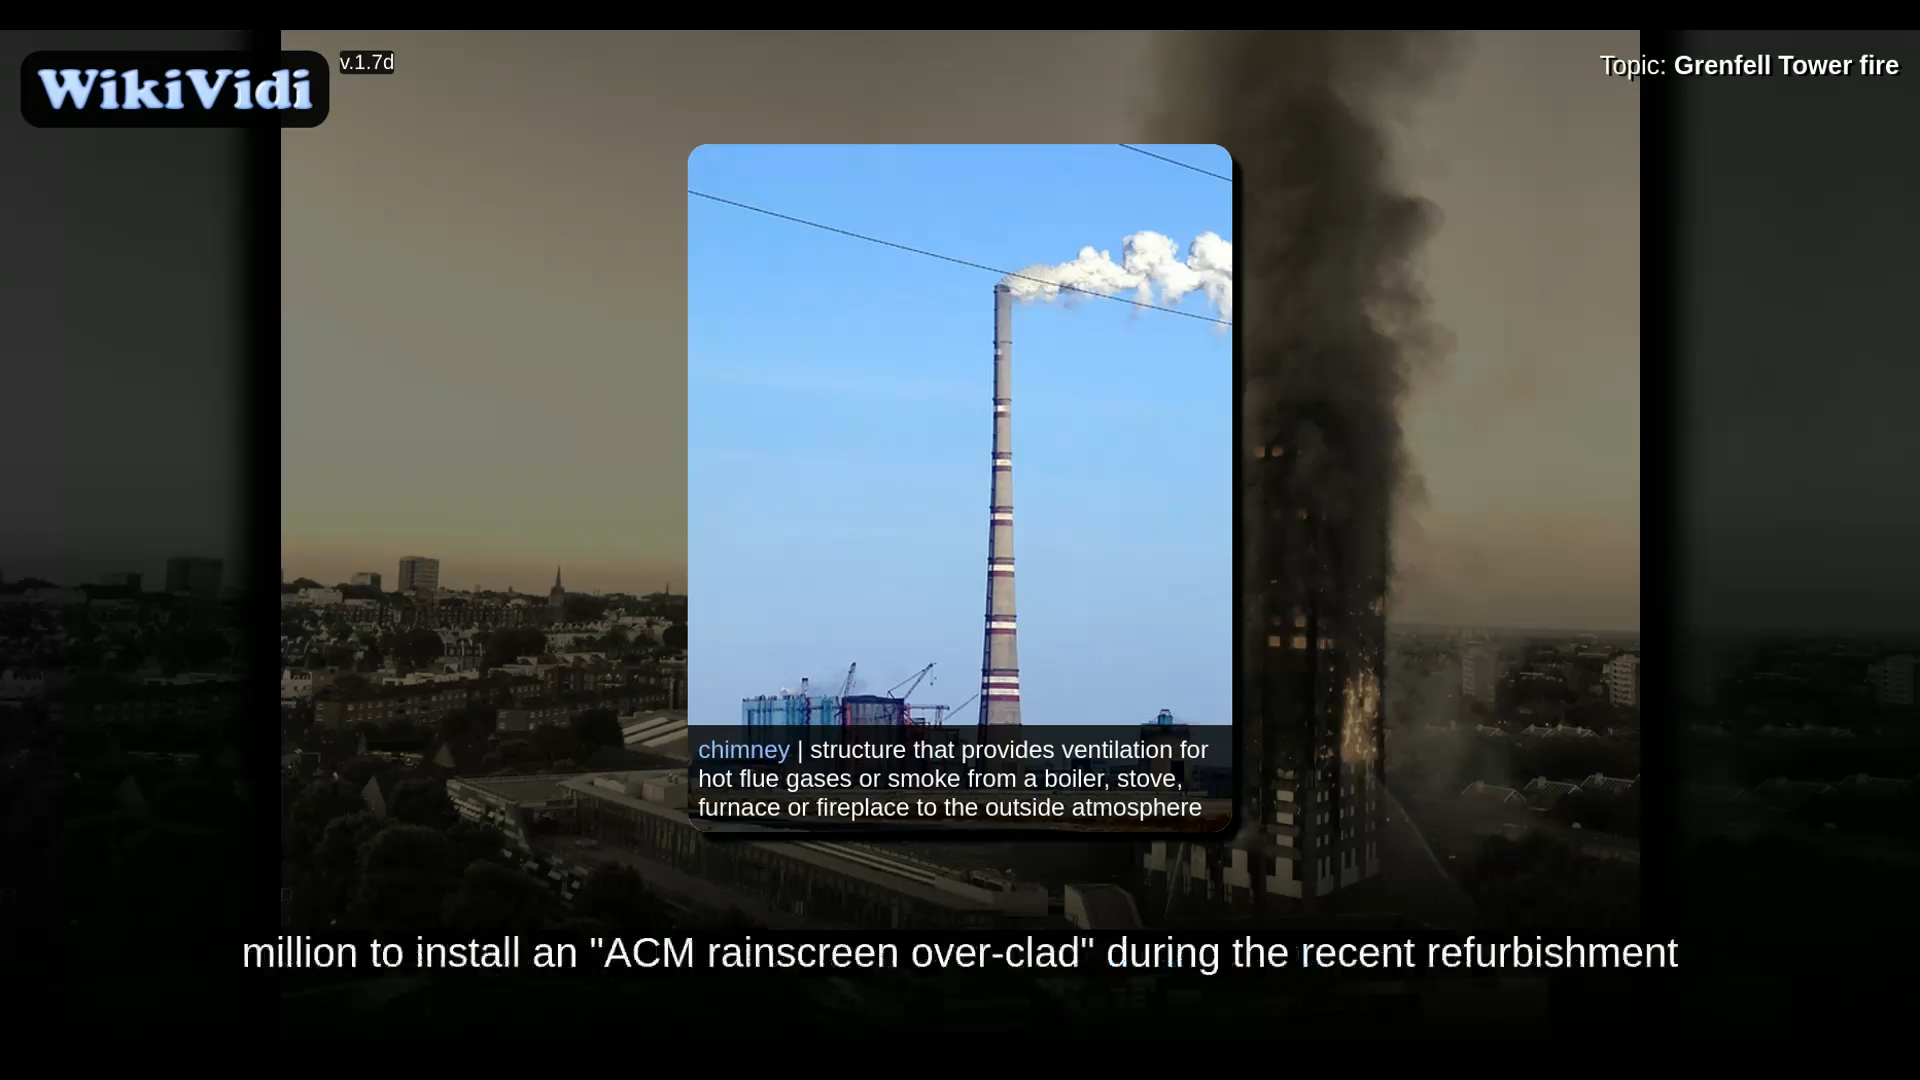 WikiVidi
v.1.7d
Topic: Grenfell Tower fire
chimney | structure that provides ventilation for
hot flue gases or smoke from a boiler, stove,
furnace or fireplace to the outside atmosphere
million to install an "ACM rainscreen over-clad" during the recent refurbishment